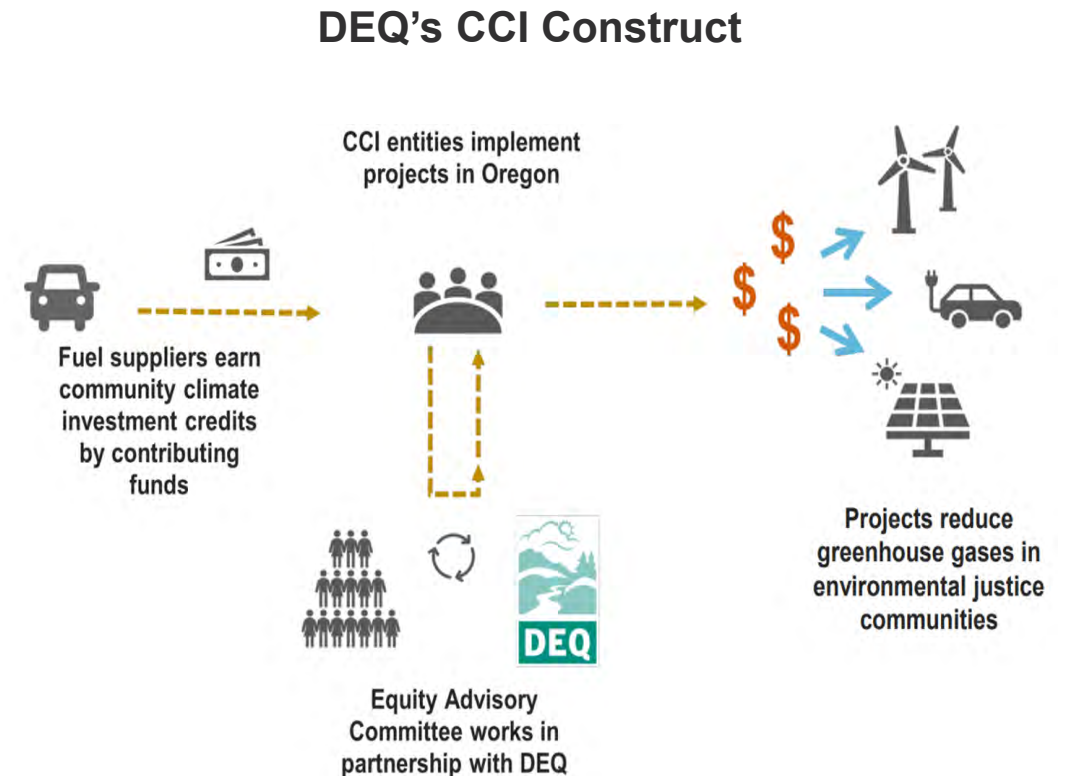 DEQ's CCI Construct
CCI entities implement
projects in Oregon
Fuel suppliers earn
community climate
investment credits
by contributing
funds
$
$
$
DEQ
Equity Advisory
Committee works in
partnership with DEQ
Projects reduce
greenhouse gases in
environmental justice
communities